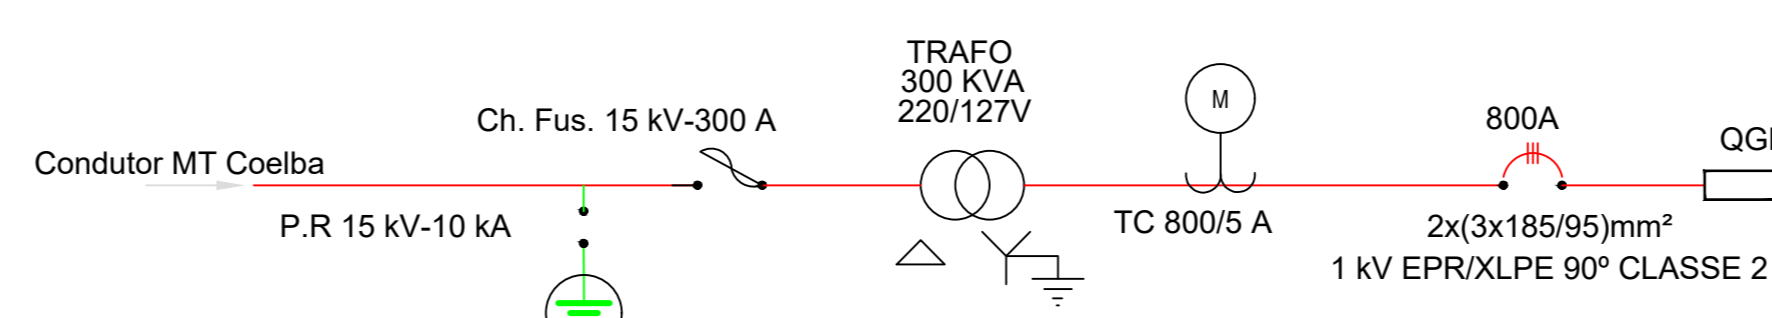 TRAFO
300 KVA
220/127V
Ch. Fus. 15 kV-300 A
M
800A
Condutor MT Coelba
P.R 15 kV-10 kA
TC 800/5 A
2x(3x185/95)mm²
1 kV EPR/XLPE 90º CLASSE 2